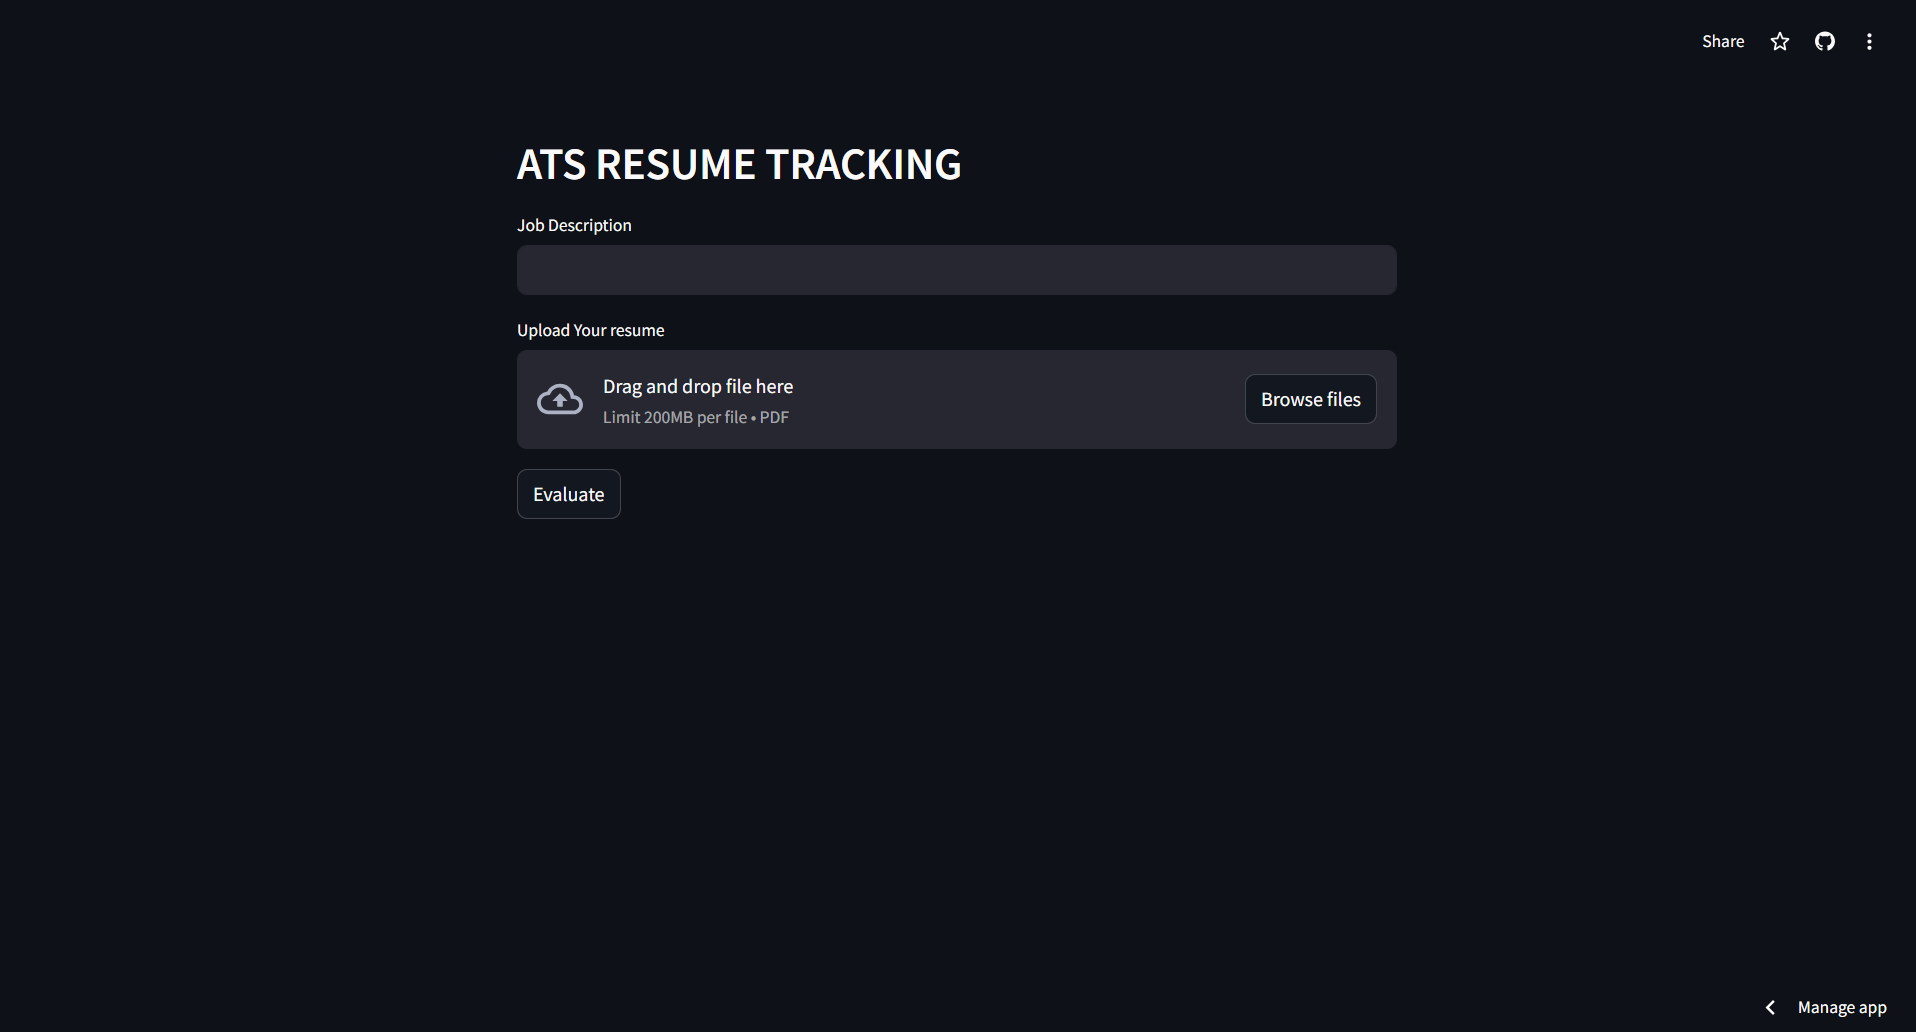 Share
ATS RESUME TRACKING
Job Description
Upload Your resume
Drag and drop file here
Limit 200MB per file • PDF
Browse files
Evaluate
Manage app